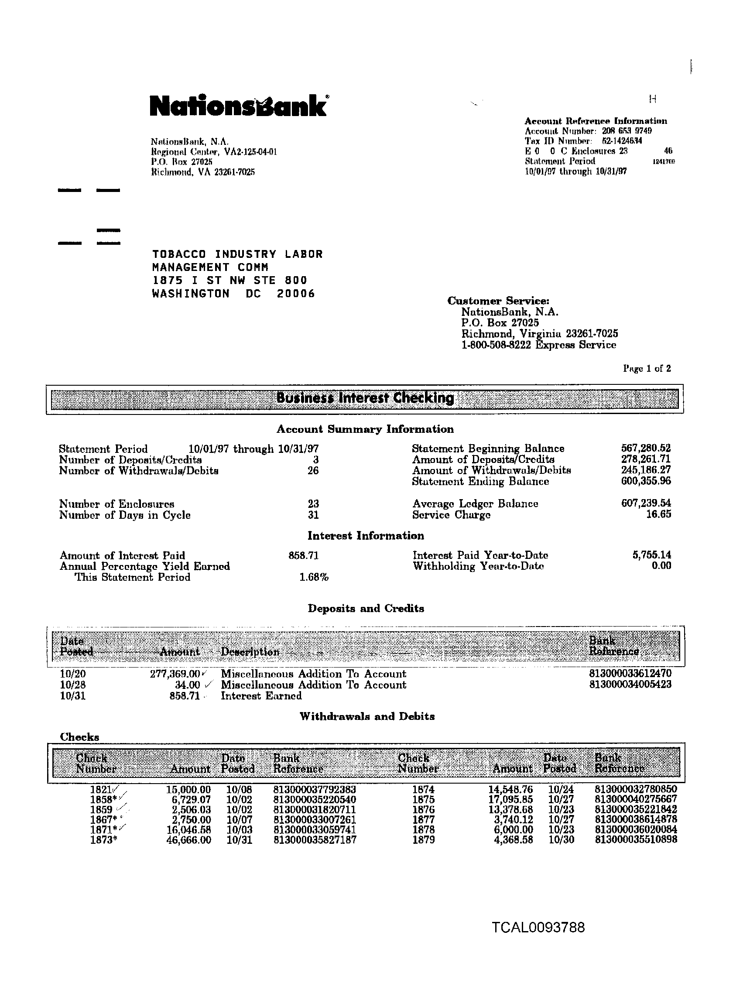 H
NationsBank
NationsBank, N.A.
Regional Center, VA2-125-04-01
P.O. Box 27025
Richmond, VA 23261-7025
Account Reference Information
Account Number: 208 653 9749
Tax ID Number: 52-1424634
E 0 0 C Enclosures 23 46
Statement Period 1241709
10/01/97 through 10/31/97
TOBACCO INDUSTRY LABOR
MANAGEMENT COMM
1875 I ST NW STE 800
WASHINGTON DC 20006
Customer Service:
NationsBank, N.A.
P.O. Box 27025
Richmond, Virginia 23261-7025
1-800-508-8222 Express Service
Page 1 of 2
Business Interest Checking
Account Summary Information
Statement Period 10/01/97 through 10/31/97 Statement Beginning Balance 567,280.52
Number of Deposits/Credits 3 Amount of Deposits/Credits 278,261.71
Number of Withdrawals/Debits 26 Amount of Withdrawals/Debits 245,186.27
Statement Ending Balance 600,355.96
Number of Enclosures 23 Average Ledger Balance 607,239.54
Number of Days in Cycle 31 Service Charge 16.65
Interest Information
Amount of Interest Paid 858.71 Interest Paid Year-to-Date 5,755.14
Annual Percentage Yield Earned Withholding Year-to-Date 0.00
This Statement Period 1.68%
Deposits and Credits
Date Bank
Posted Amount Description Reference
10/20 277,369.00✓ Miscellaneous Addition To Account 813000033612470
10/28 34.00 ✓ Miscellaneous Addition To Account 813000034005423
10/31 858.71 Interest Earned
Withdrawals and Debits
Checks
Check Date Bank Check Date Bank
Number Amount Posted Reference Number Amount Posted Reference
1821✓ 15,000.00 10/08 813000037792383 1874 14,548.76 10/24 813000032780850
1858*✓ 6,729.07 10/02 813000035220540 1875 17,095.85 10/27 813000040275667
1859 ✓ 2,506.03 10/02 813000031820711 1876 13,378.68 10/23 813000035221842
1867* 2,750.00 10/07 813000033007261 1877 3,740.12 10/27 813000038614878
1871*✓ 16,046.58 10/03 813000033059741 1878 6,000.00 10/23 813000036020084
1873* 46,666.00 10/31 813000035827187 1879 4,368.58 10/30 813000035510898
TCAL0093788